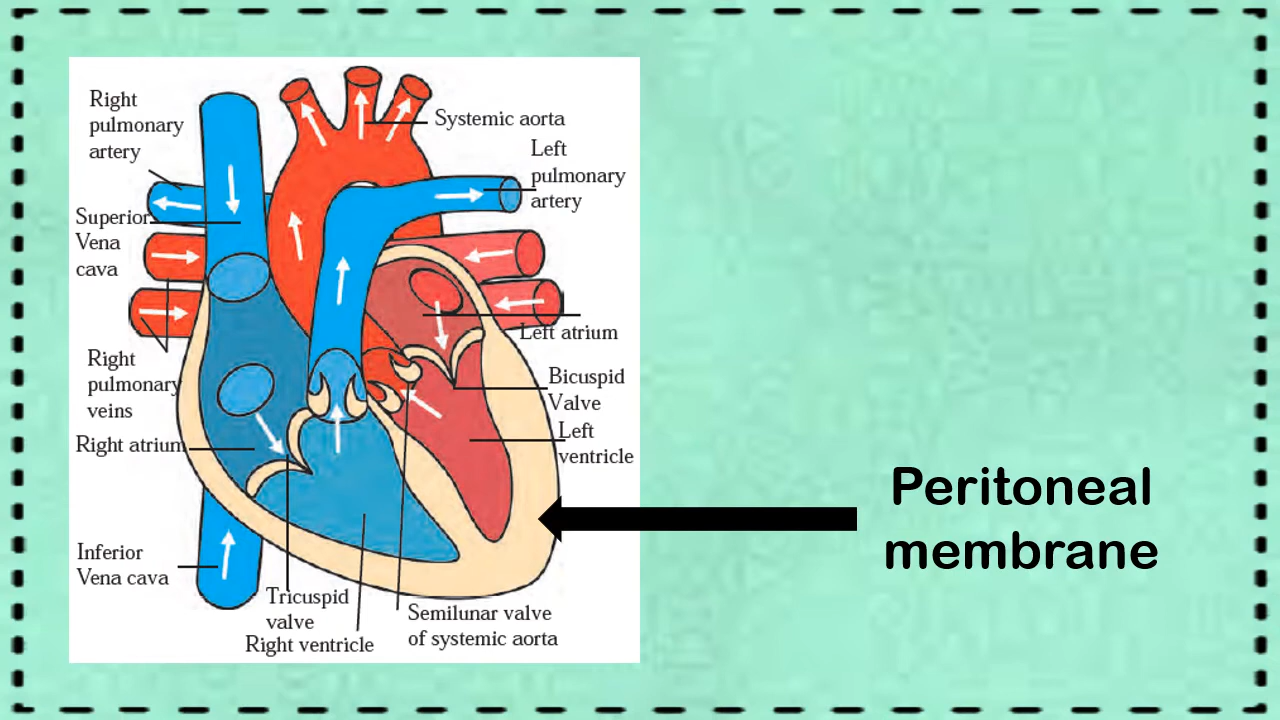 Right
pulmonary
artery
Systemic aorta
Left
pulmonary
artery
Superior
Vena
cava
Left atrium
Right
pulmonary
veins
Bicuspid
Valve
Left
ventricle
Right atrium
Peritoneal
membrane
Inferior
Vena cava
Tricuspid
valve
Right ventricle
Semilunar valve
of systemic aorta